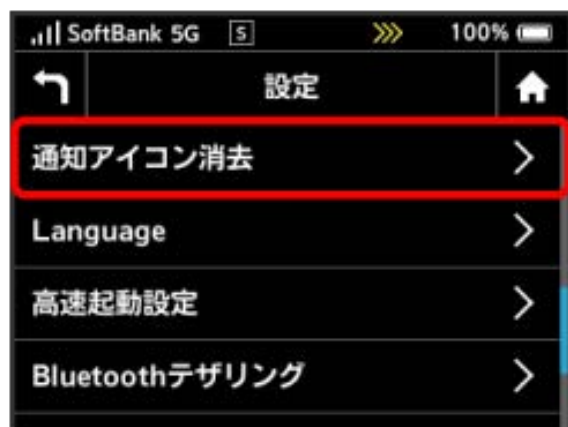 SoftBank 5G S 100%
設定
通知アイコン消去
Language
高速起動設定
Bluetoothテザリング